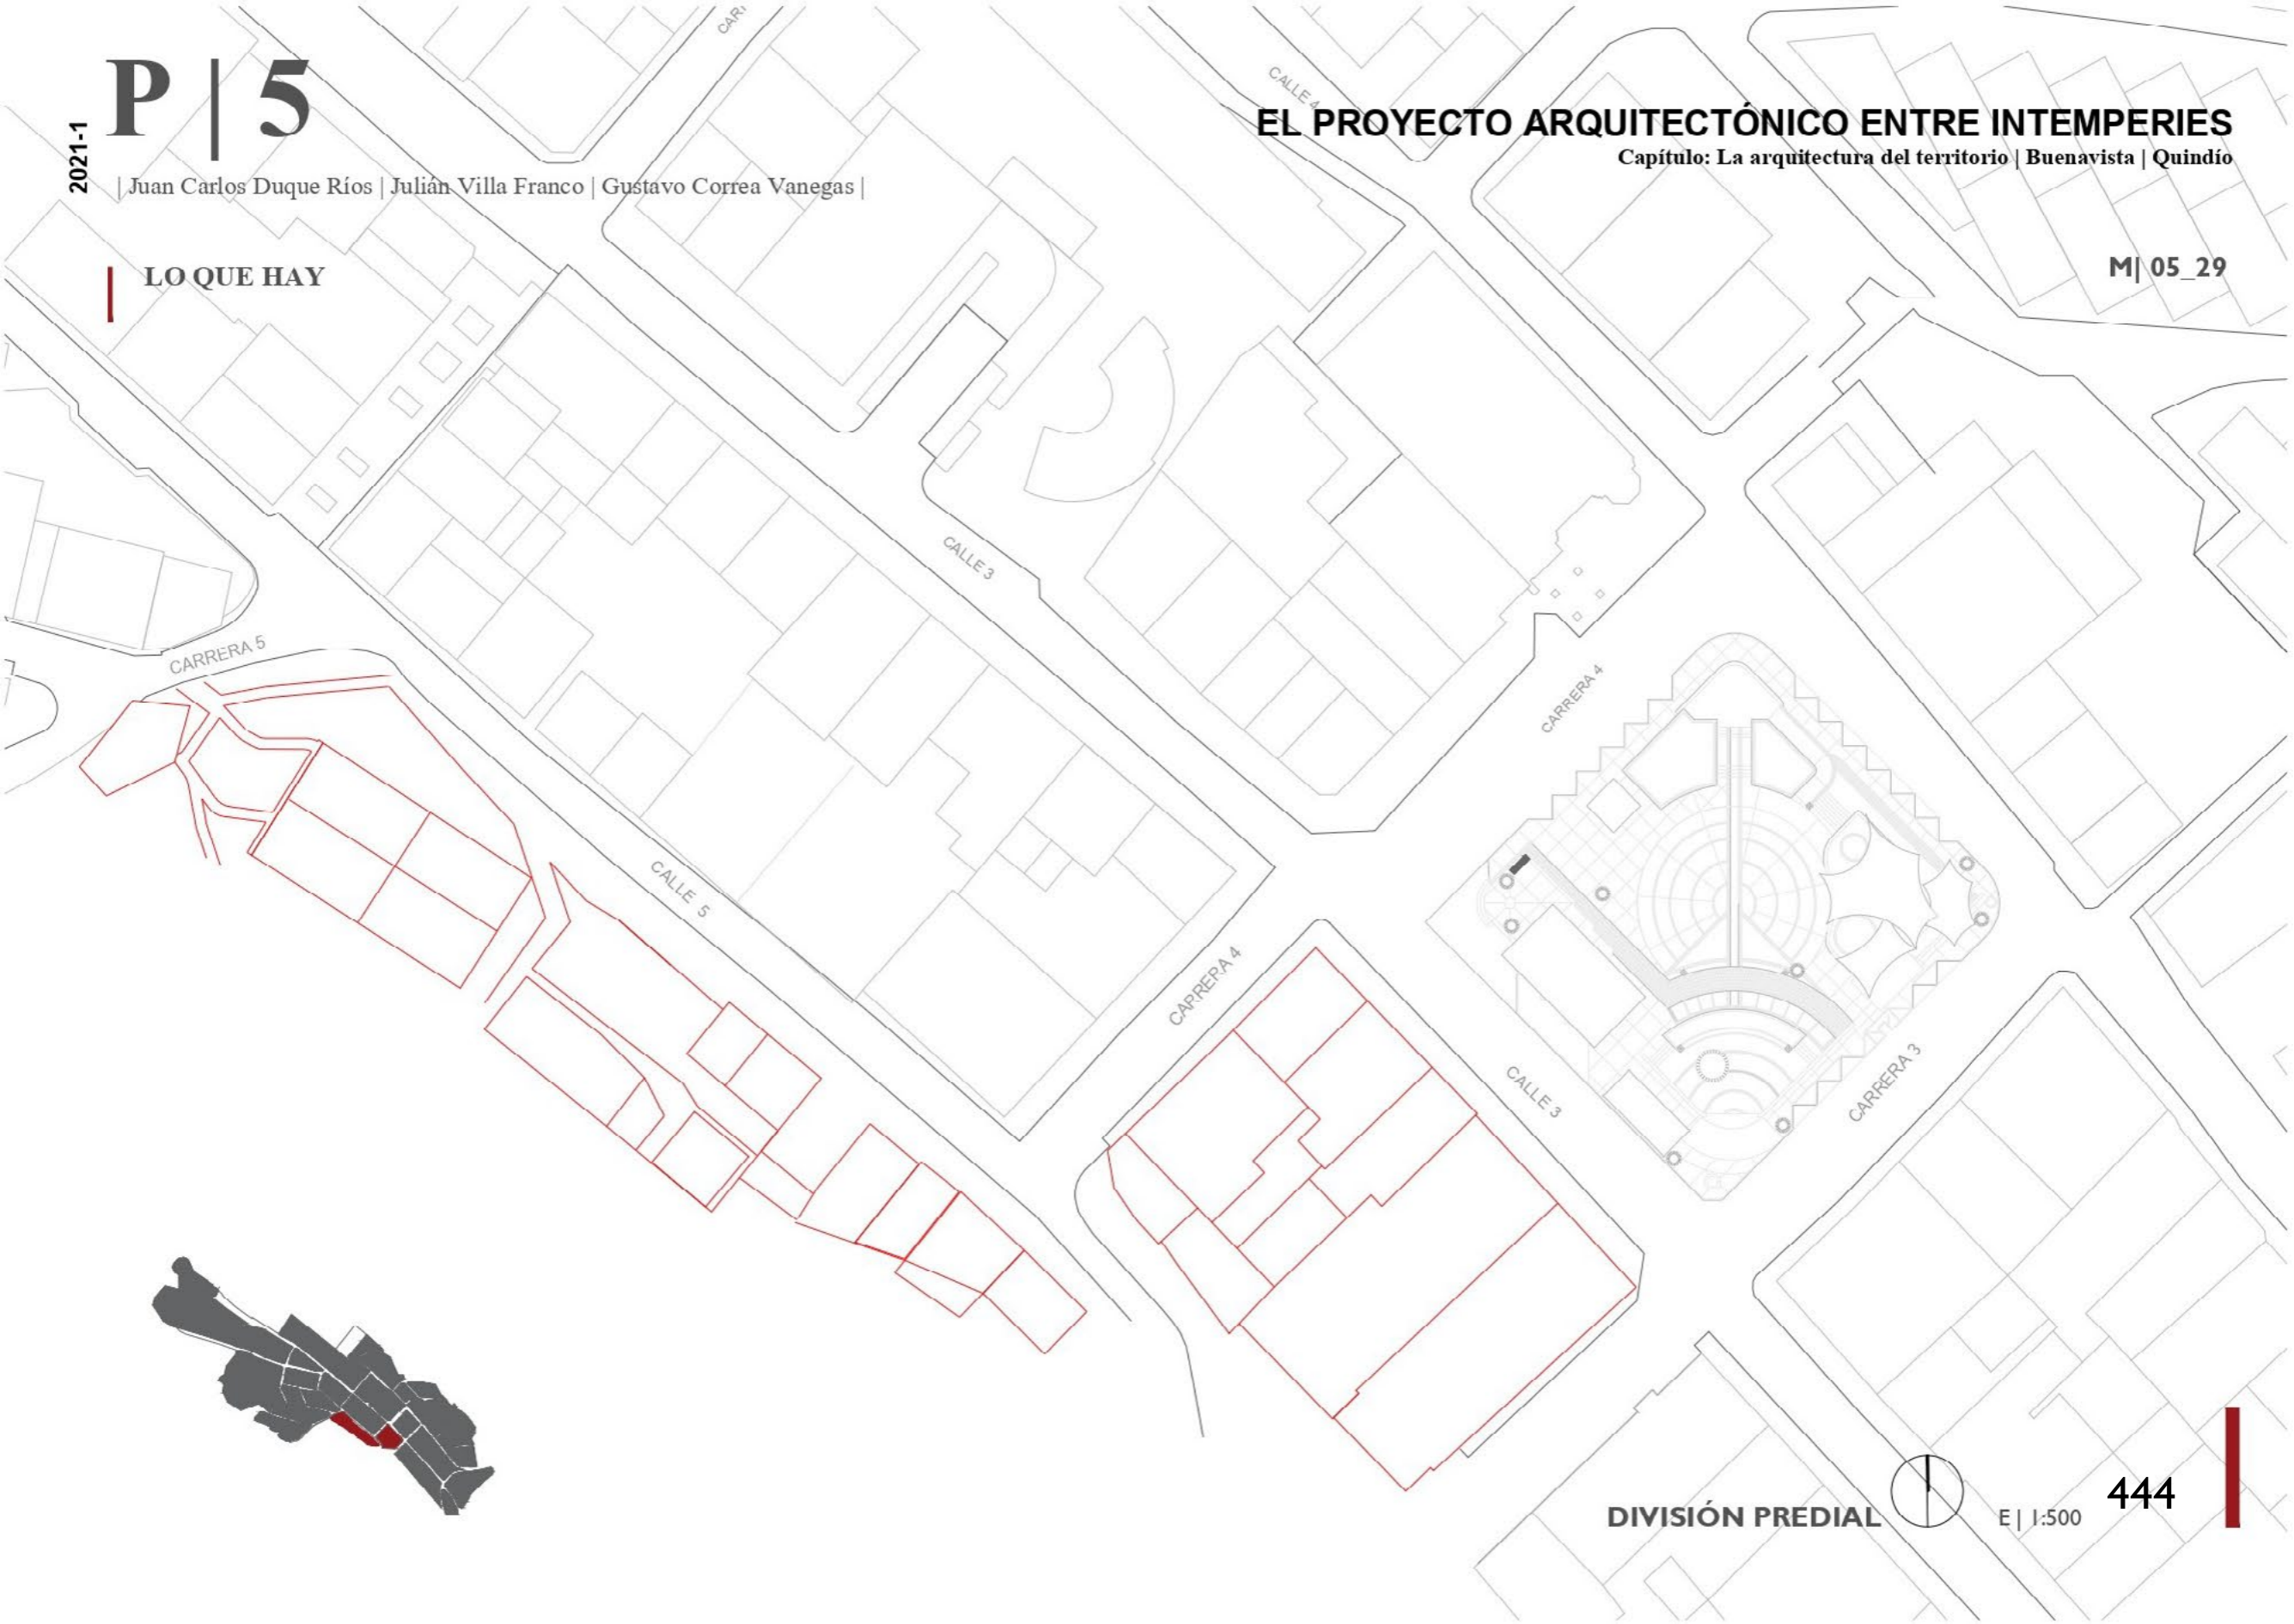 P | 5
2021-1
| Juan Carlos Duque Ríos | Julián Villa Franco | Gustavo Correa Vanegas |
EL PROYECTO ARQUITECTÓNICO ENTRE INTEMPERIES
Capítulo: La arquitectura del territorio | Buenavista | Quindío
LO QUE HAY
M| 05_29
CALLE 4
CALLE 3
CARRERA 5
CARRERA 4
CALLE 5
CARRERA 4
CALLE 3
CARRERA 3
DIVISIÓN PREDIAL
E | 1:500
444